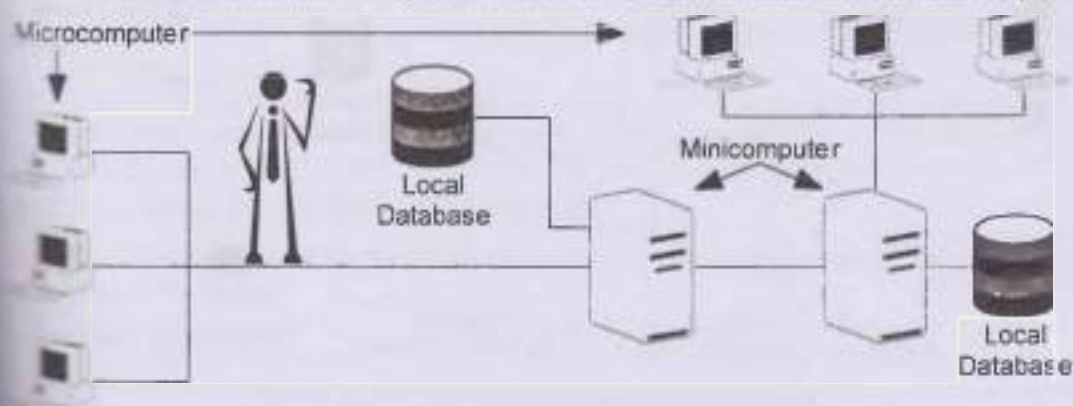 Microcomputer
Local
Database
Minicomputer
Local
Database